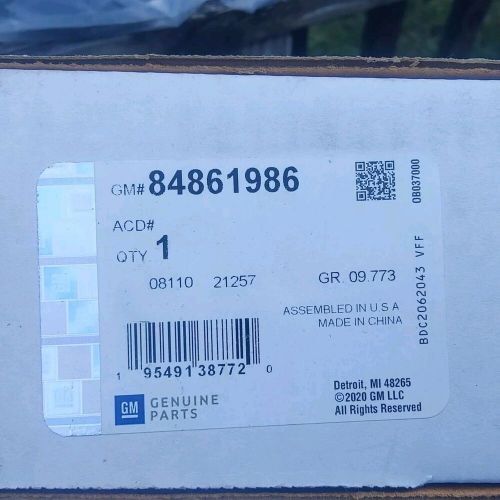 GM# 84861986
ACD#
QTY. 1
08110 21257 GR. 09.773
ASSEMBLED IN U S A
MADE IN CHINA
1 95491 38772 0
GM GENUINE
PARTS
Detroit, MI 48265
©2020 GM LLC
All Rights Reserved
0B037000
BDC2062043 VFF